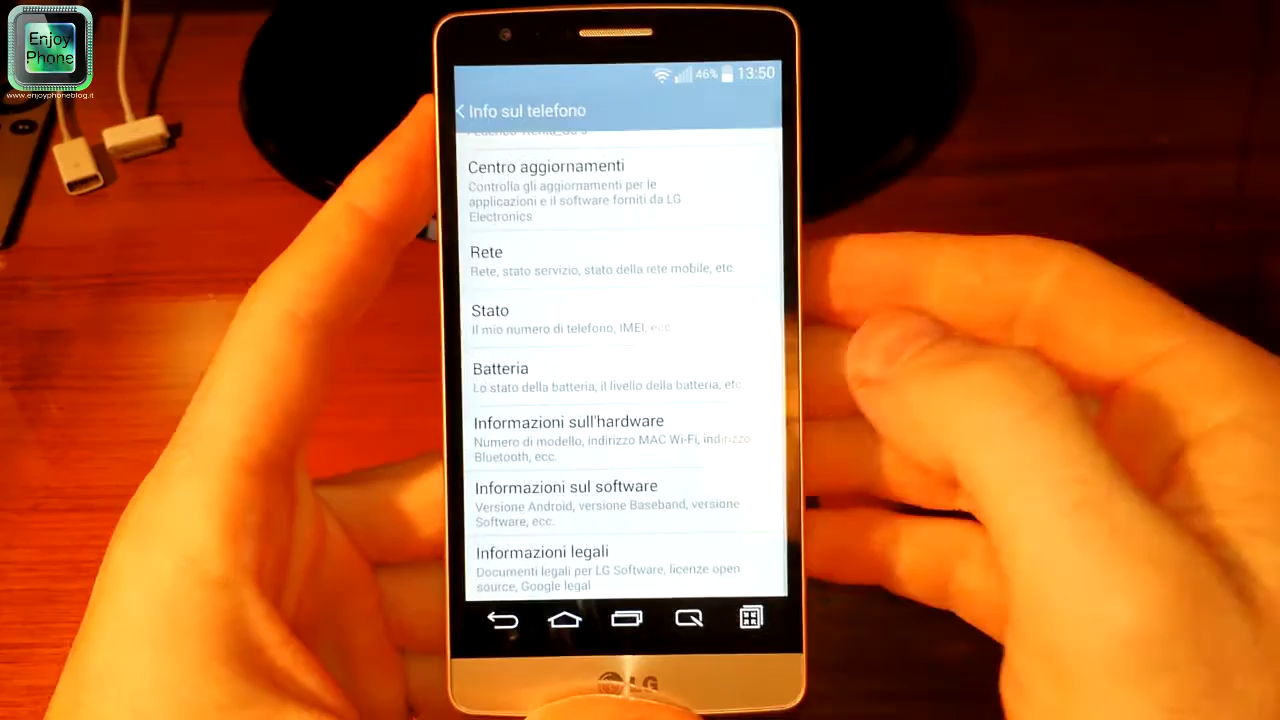 Enjoy
Phone
www.enjoyphoneblog.it
46% 13:50
Info sul telefono
Centro aggiornamenti
Controlla gli aggiornamenti per le
applicazioni e il software forniti da LG
Electronics
Rete
Rete, stato servizio, stato della rete mobile, etc
Stato
Il mio numero di telefono, IMEI, ecc
Batteria
Lo stato della batteria, il livello della batteria, etc.
Informazioni sull'hardware
Numero di modello, indirizzo MAC Wi-Fi, indirizzo
Bluetooth, ecc.
Informazioni sul software
Versione Android, versione Baseband, versione
Software, ecc.
Informazioni legali
Documenti legali per LG Software, licenze open
source, Google legal
LG